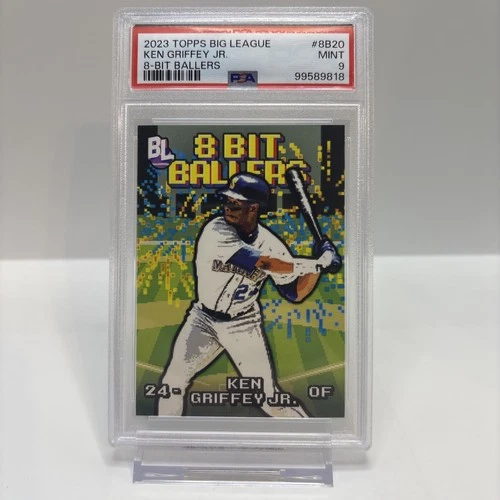 2023 TOPPS BIG LEAGUE #8B20
KEN GRIFFEY JR. MINT
8-BIT BALLERS 9
PSA 99589818
BL
8 BIT
BALLERS
24 - KEN OF
GRIFFEY JR.